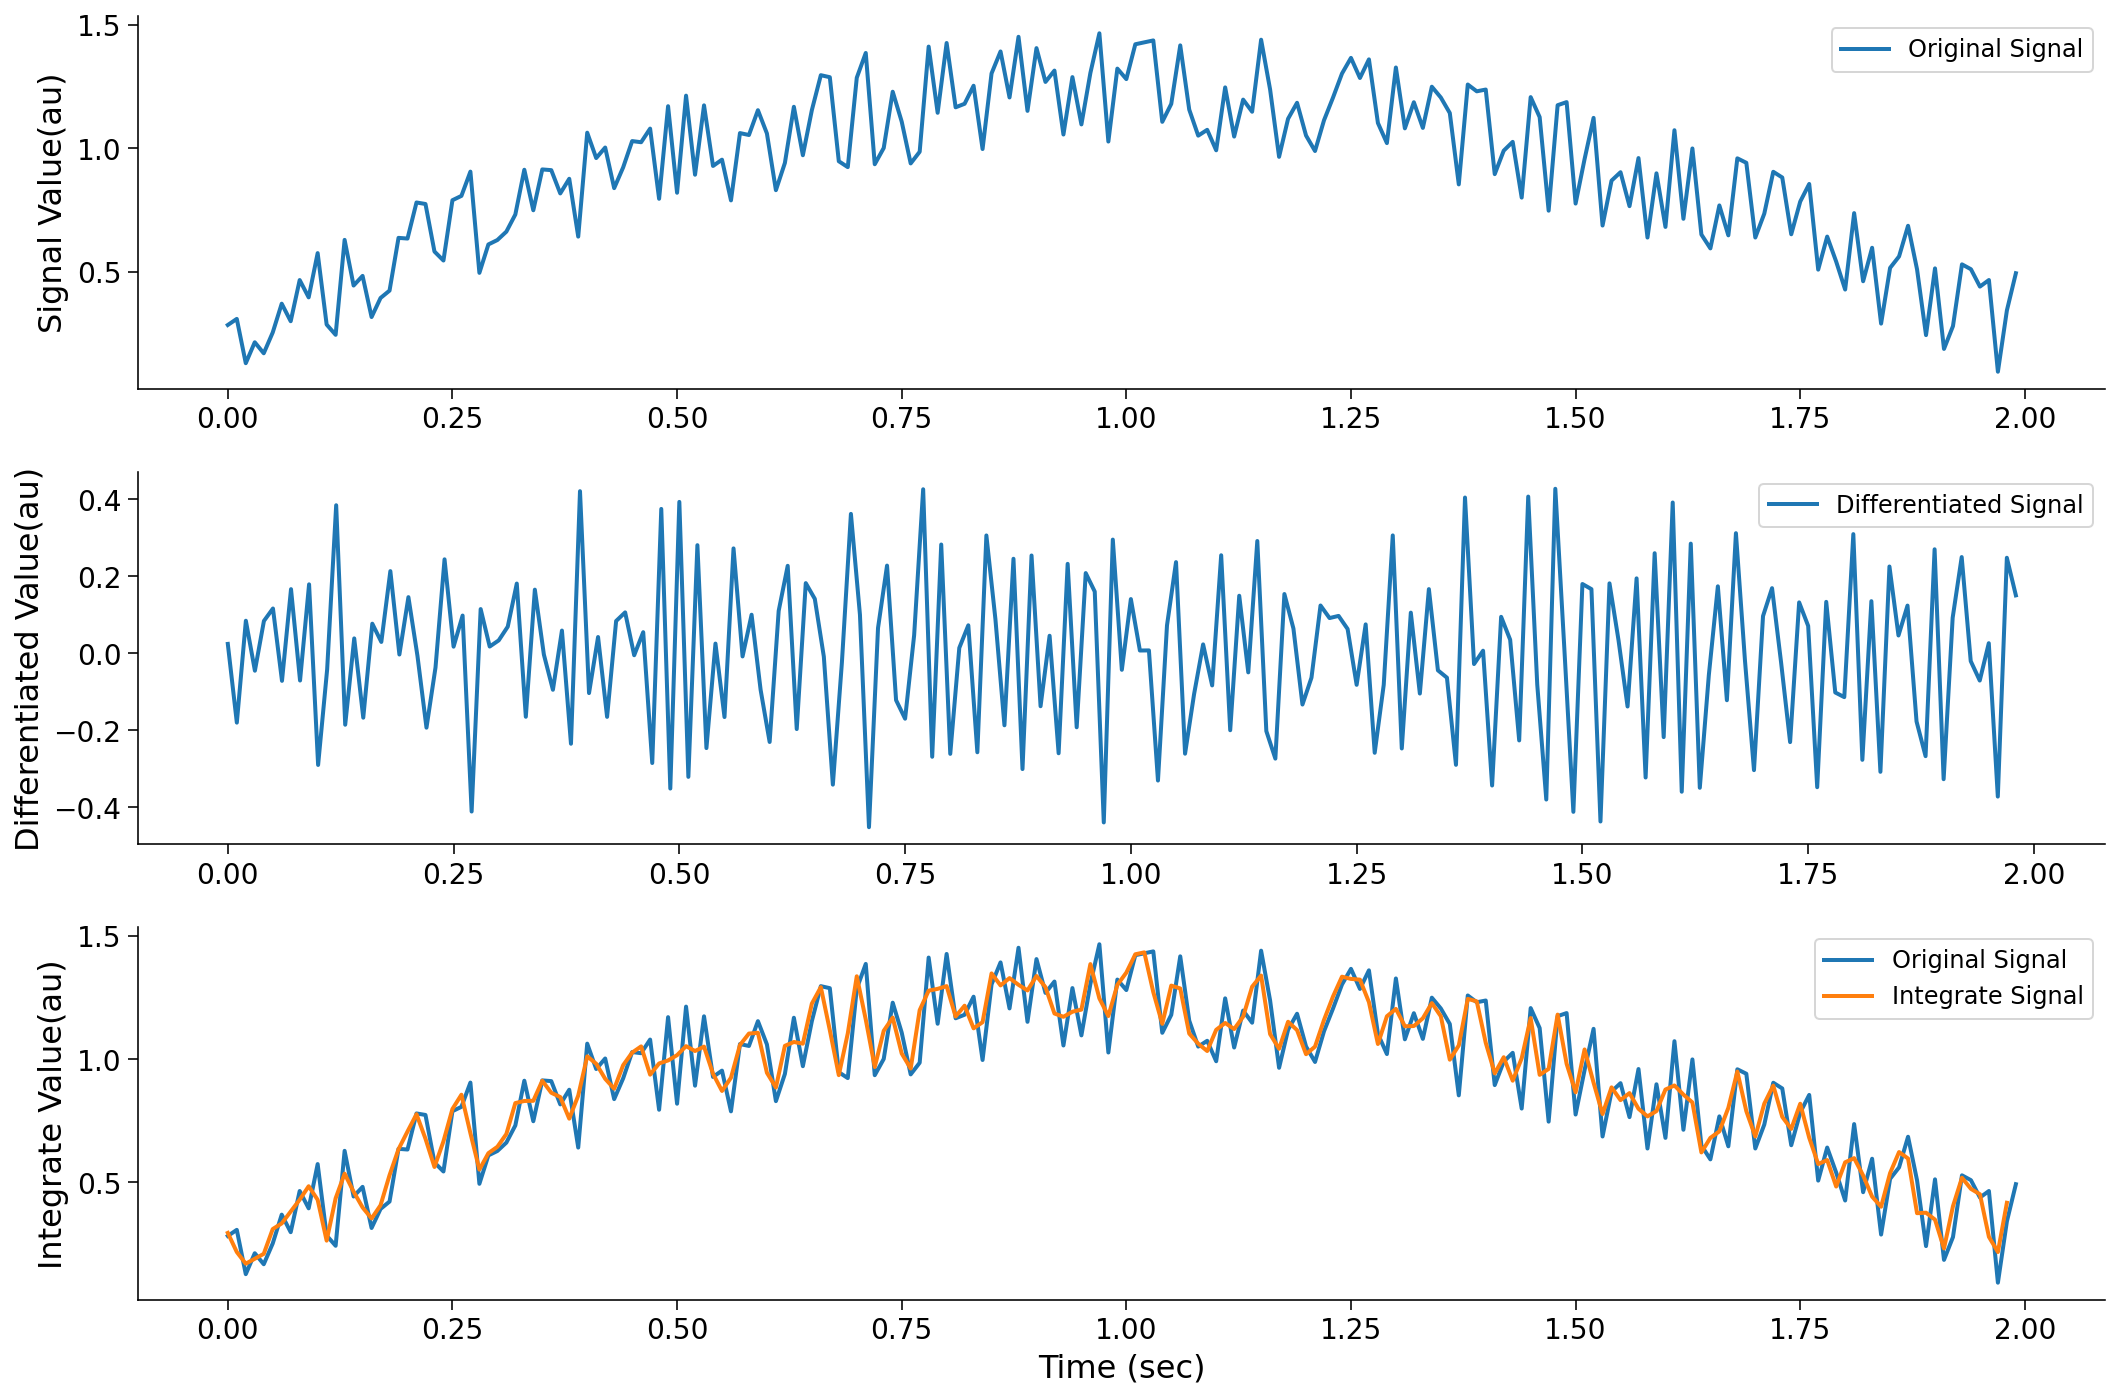 Signal Value(au)
1.5
1.0
0.5
Original Signal
0.00 0.25 0.50 0.75 1.00 1.25 1.50 1.75 2.00
Differentiated Value(au)
0.4
0.2
0.0
−0.2
−0.4
Differentiated Signal
0.00 0.25 0.50 0.75 1.00 1.25 1.50 1.75 2.00
Integrate Value(au)
1.5
1.0
0.5
Original Signal
Integrate Signal
0.00 0.25 0.50 0.75 1.00 1.25 1.50 1.75 2.00
Time (sec)